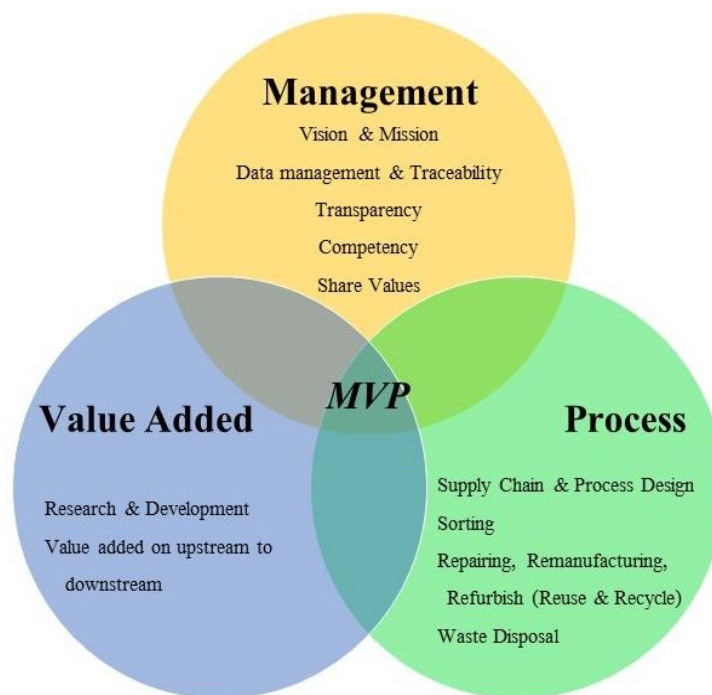 Management
Vision & Mission
Data management & Traceability
Transparency
Competency
Share Values
MVP
Value Added
Research & Development
Value added on upstream to
downstream
Process
Supply Chain & Process Design
Sorting
Repairing, Remanufacturing,
Refurbish (Reuse & Recycle)
Waste Disposal